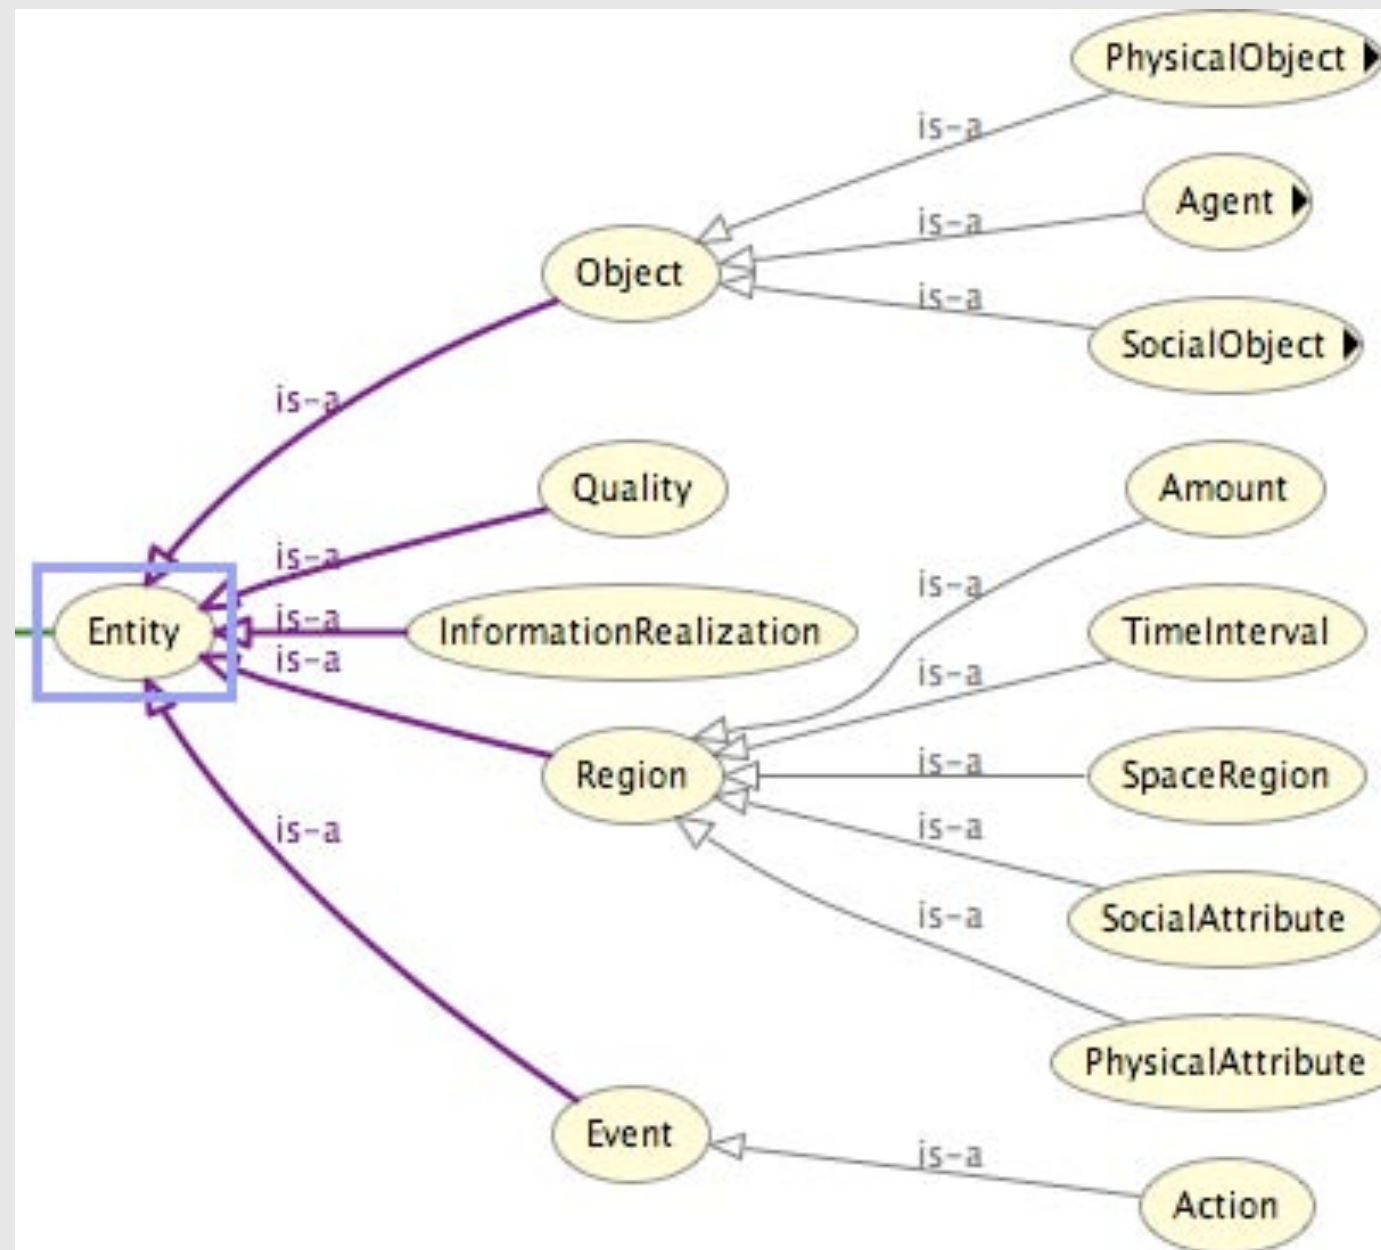 PhysicalObject
is-a
Agent
is-a
Object
is-a
SocialObject
is-a
Quality
Amount
is-a
is-a
Entity
is-a
InformationRealization
TimeInterval
is-a
is-a
Region
is-a
SpaceRegion
is-a
is-a
SocialAttribute
is-a
PhysicalAttribute
Event
is-a
Action